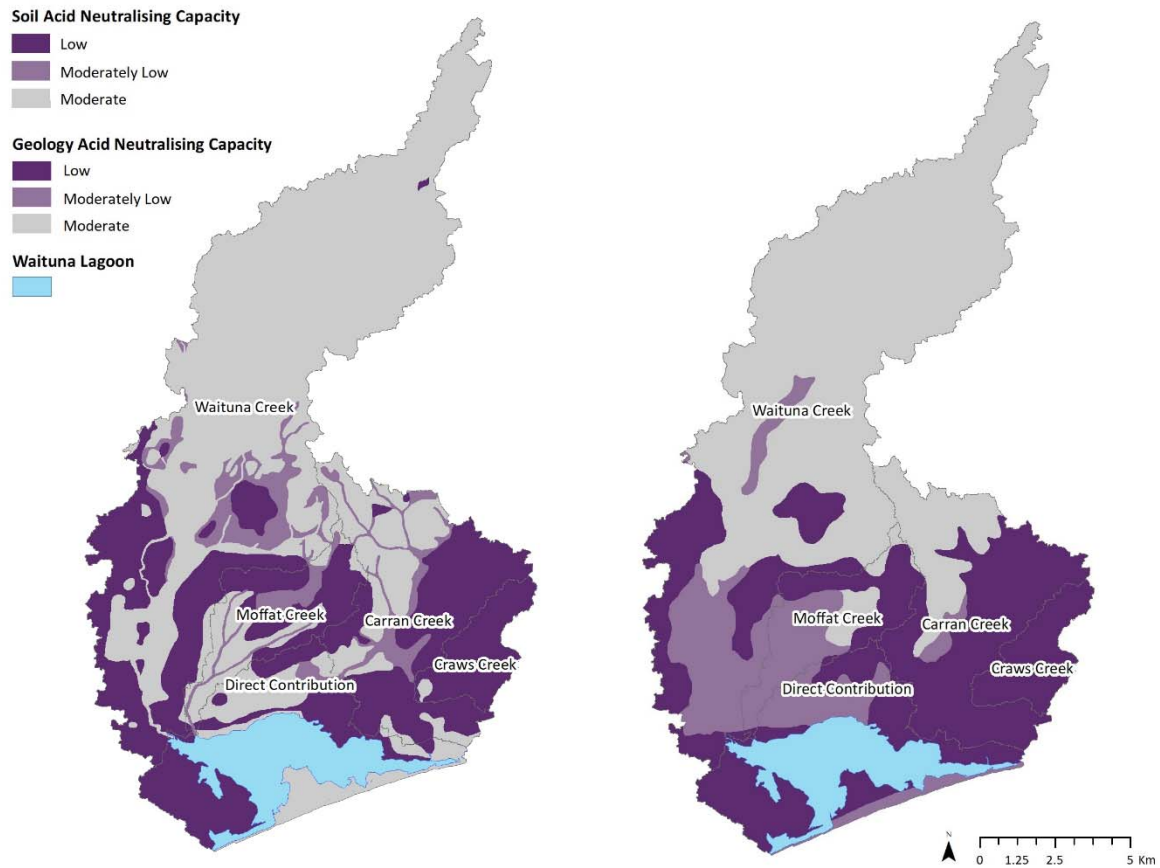 Soil Acid Neutralising Capacity
Low
Moderately Low
Moderate
Geology Acid Neutralising Capacity
Low
Moderately Low
Moderate
Waituna Lagoon
Waituna Creek
Moffat Creek
Carran Creek
Craws Creek
Direct Contribution
Waituna Creek
Moffat Creek
Carran Creek
Craws Creek
Direct Contribution
N
0 1.25 2.5 5 Km